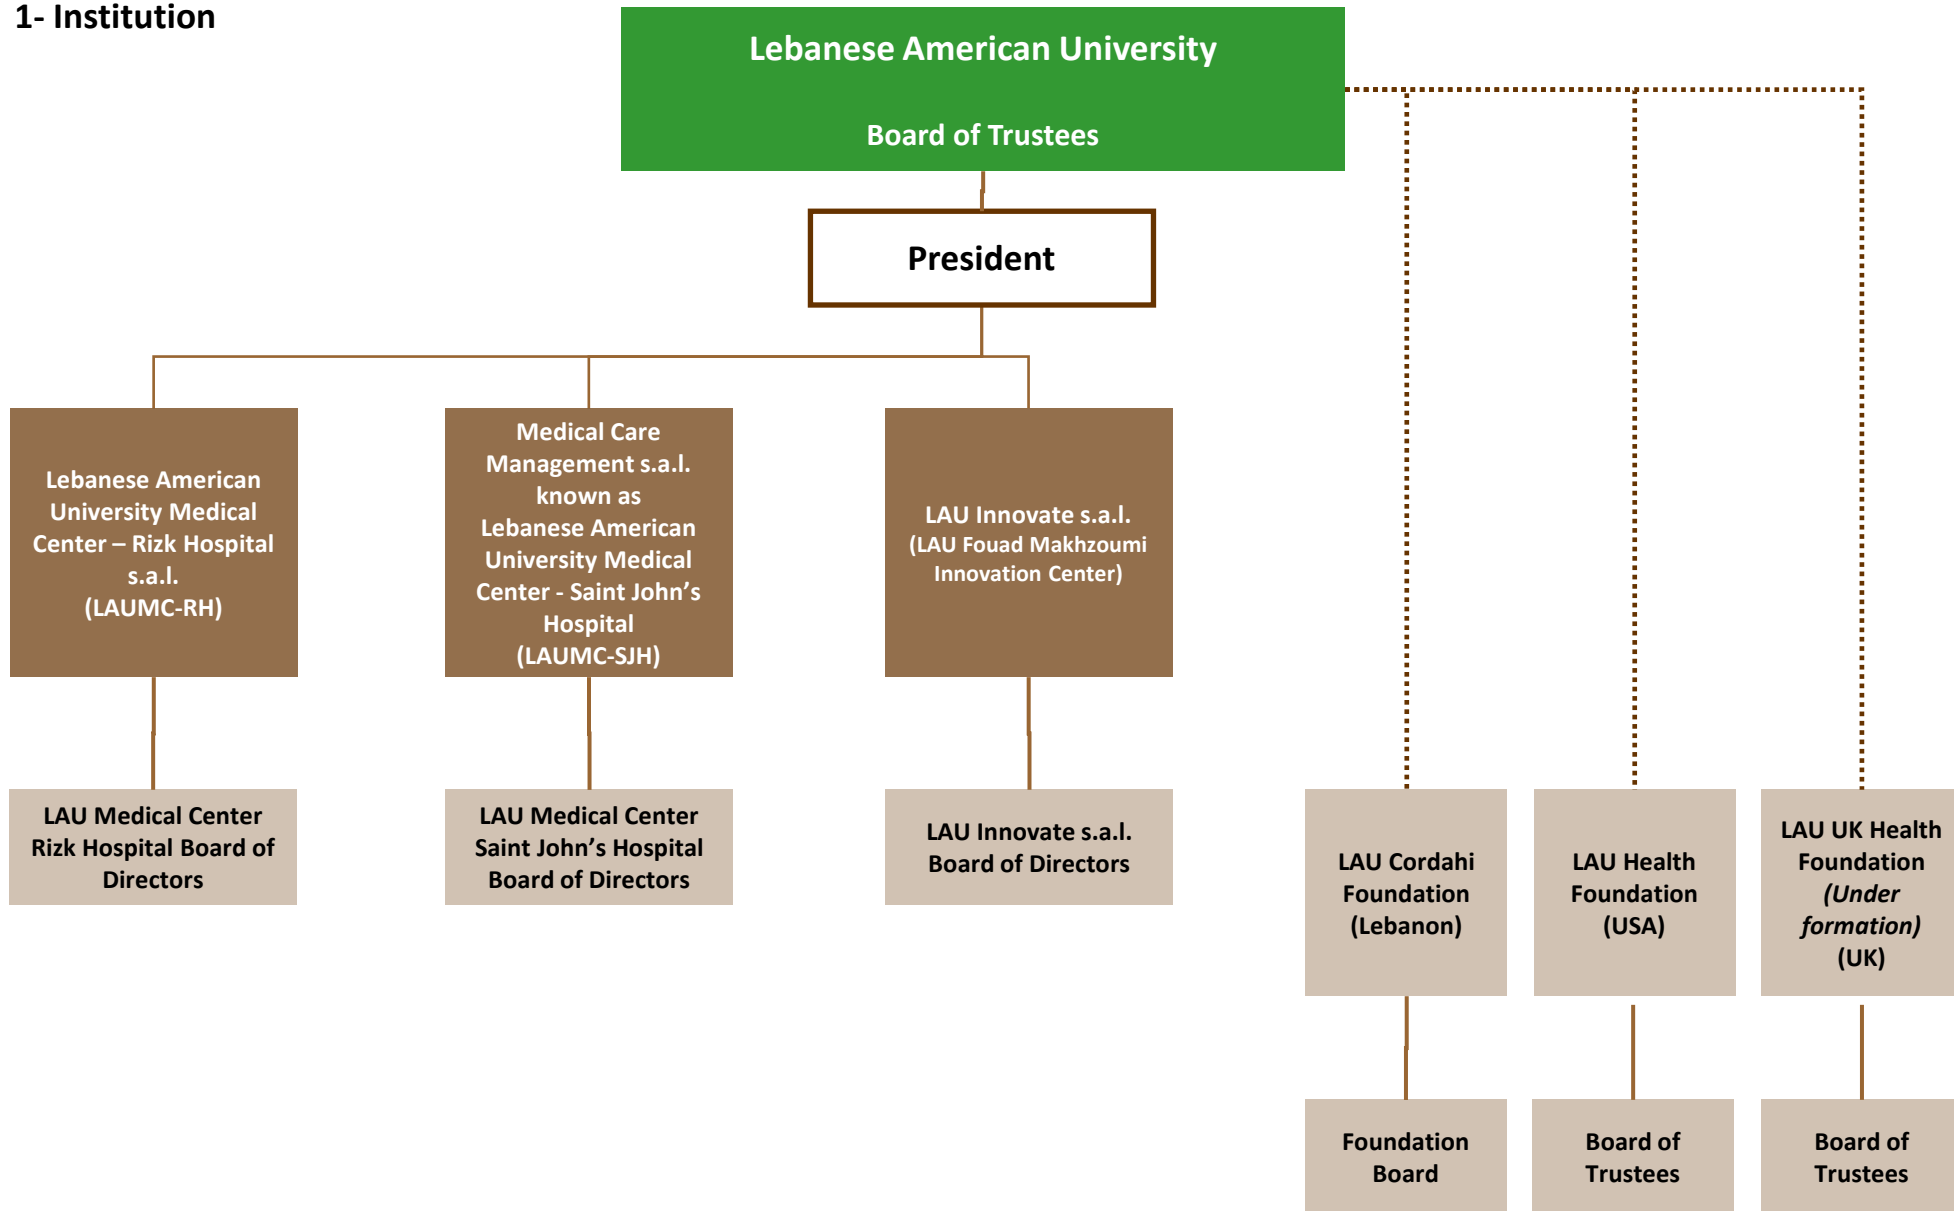 1- Institution
Lebanese American University
Board of Trustees
President
Lebanese American
University Medical
Center – Rizk Hospital
s.a.l.
(LAUMC-RH)
Medical Care
Management s.a.l.
known as
Lebanese American
University Medical
Center - Saint John’s
Hospital
(LAUMC-SJH)
LAU Innovate s.a.l.
(LAU Fouad Makhzoumi
Innovation Center)
LAU Medical Center
Rizk Hospital Board of
Directors
LAU Medical Center
Saint John’s Hospital
Board of Directors
LAU Innovate s.a.l.
Board of Directors
LAU Cordahi
Foundation
(Lebanon)
LAU Health
Foundation
(USA)
LAU UK Health
Foundation
(Under
formation)
(UK)
Foundation
Board
Board of
Trustees
Board of
Trustees